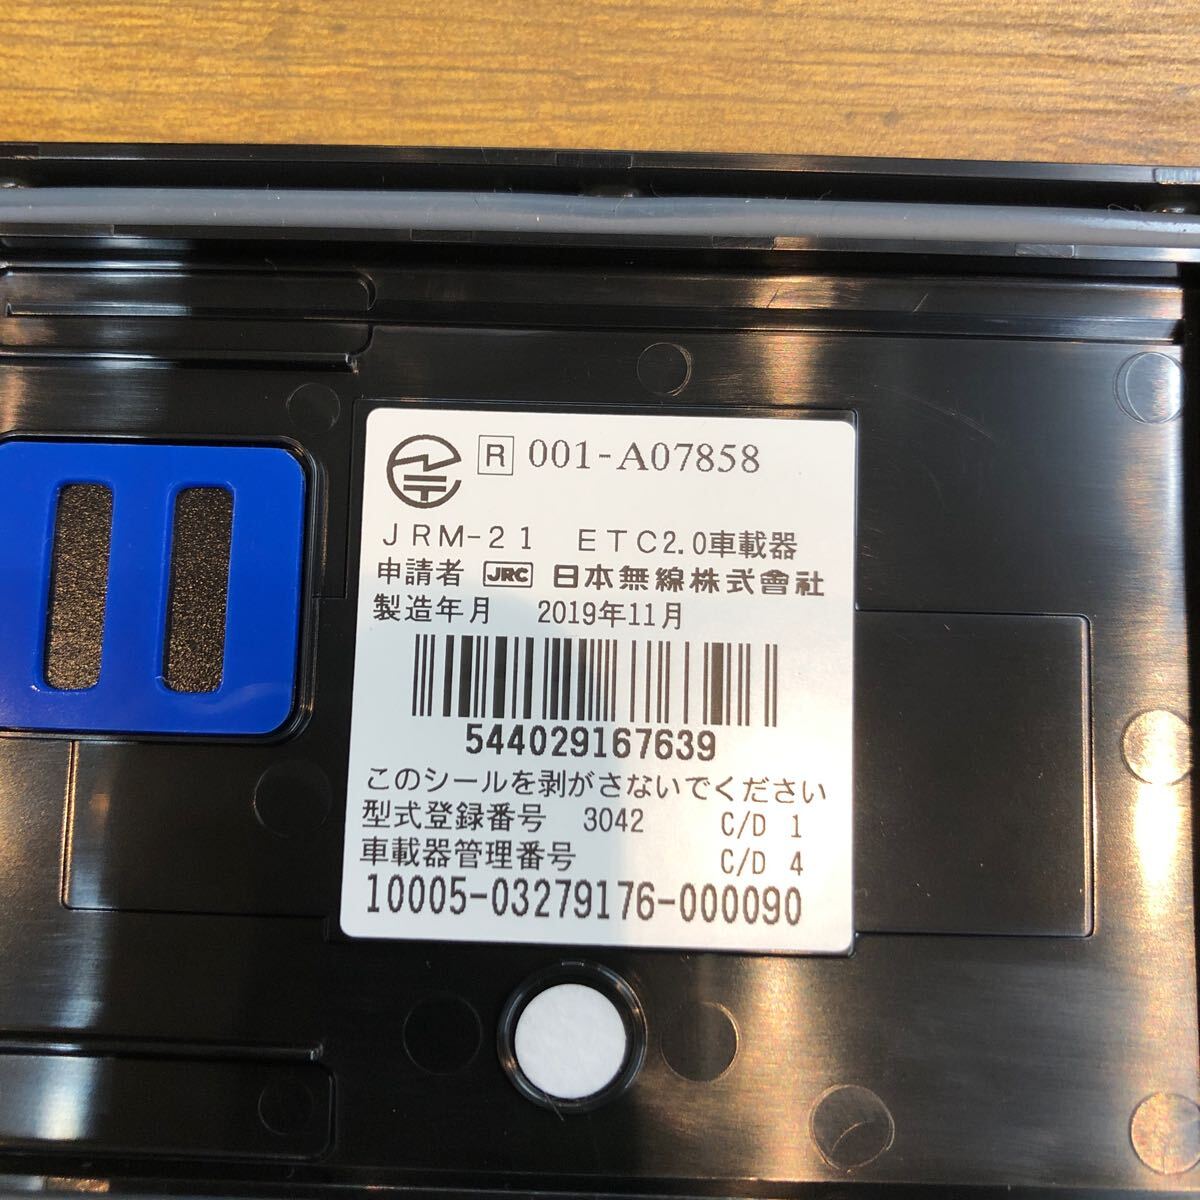 R 001-A07858
JRM-21 ETC2.0車載器
申請者 JRC 日本無線株式會社
製造年月 2019年11月
544029167639
このシールを剥がさないでください
型式登録番号 3042 C/D 1
車載器管理番号 C/D 4
10005-03279176-000090